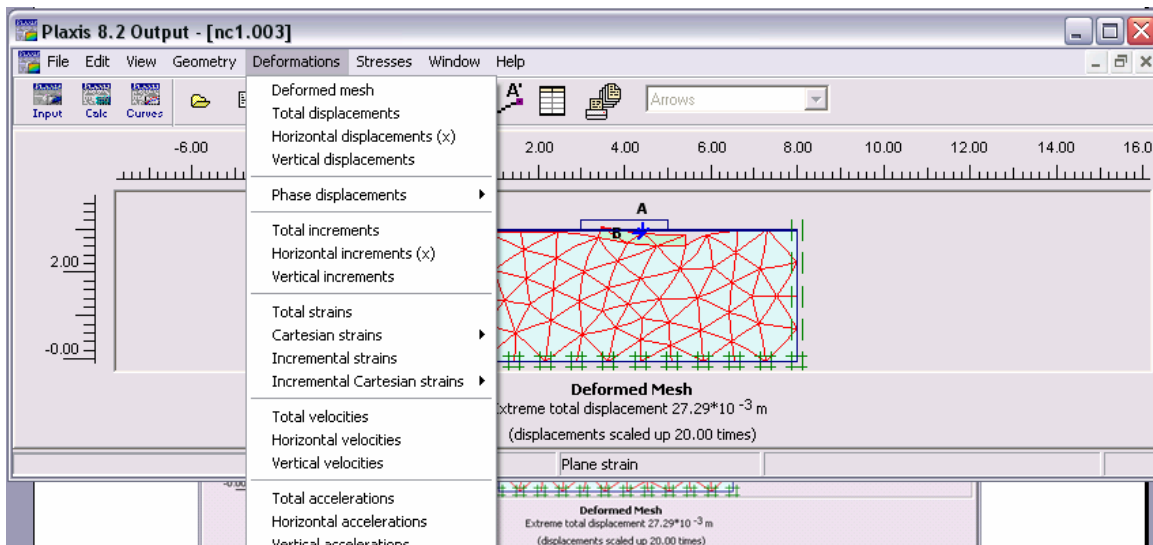 Plaxis 8.2 Output - [nc1.003]
File Edit View Geometry Deformations Stresses Window Help
Input Calc Curves
A' Arrows
Deformed mesh
Total displacements
Horizontal displacements (x)
Vertical displacements
Phase displacements
Total increments
Horizontal increments (x)
Vertical increments
Total strains
Cartesian strains
Incremental strains
Incremental Cartesian strains
Total velocities
Horizontal velocities
Vertical velocities
Total accelerations
Horizontal accelerations
Vertical accelerations
-6.00 2.00 4.00 6.00 8.00 10.00 12.00 14.00 16.0
A
B
2.00
-0.00
Deformed Mesh
Extreme total displacement 27.29*10 -3 m
(displacements scaled up 20.00 times)
Plane strain
-0.00
Deformed Mesh
Extreme total displacement 27.29*10 -3 m
(displacements scaled up 20.00 times)